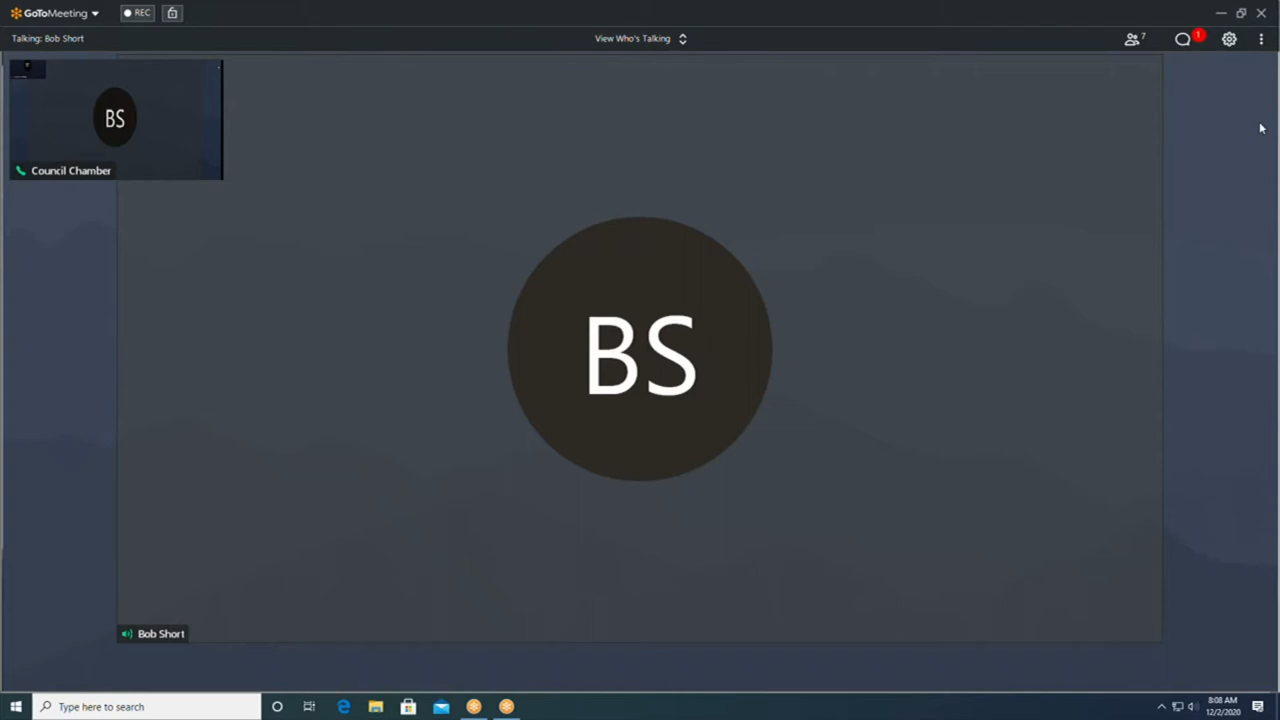 GoToMeeting
REC
Talking: Bob Short
View Who's Talking
7
1
BS
Council Chamber
BS
Bob Short
Type here to search
8:08 AM
12/2/2020